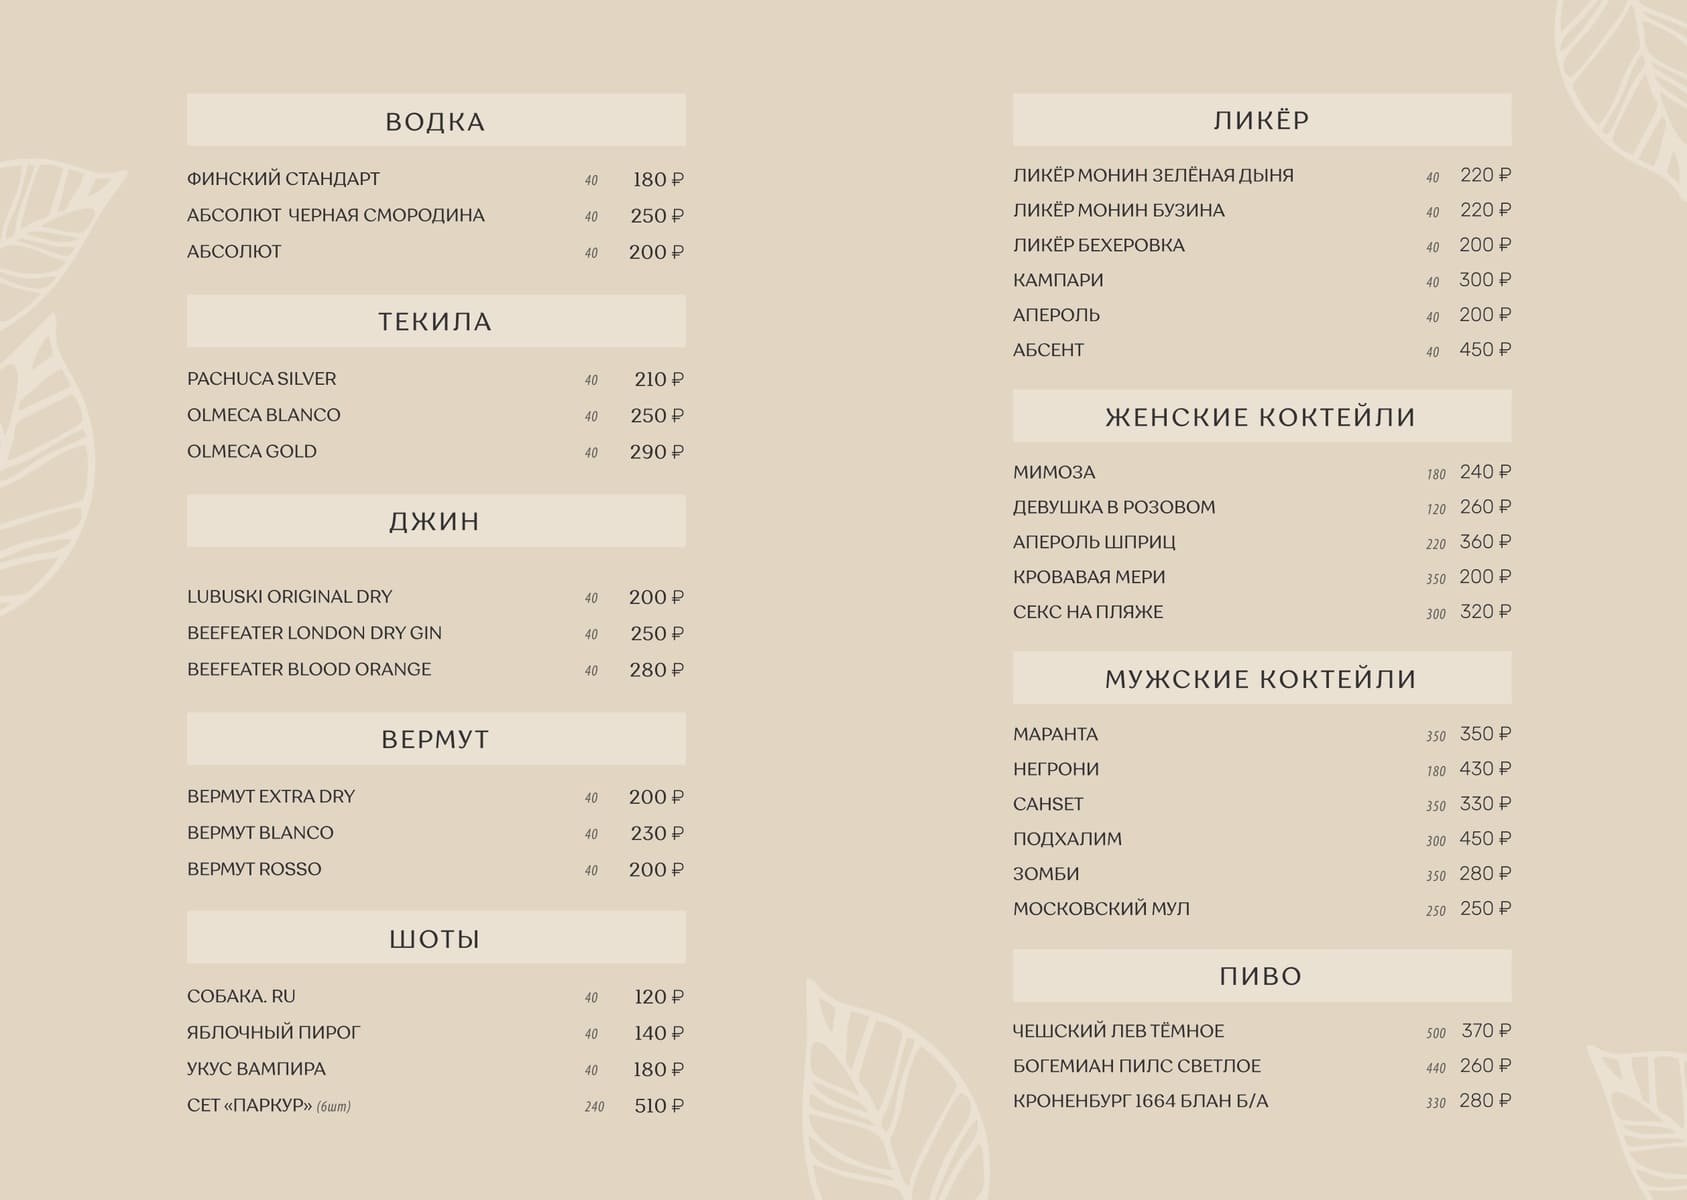 ВОДКА
ФИНСКИЙ СТАНДАРТ 40 180 ₽
АБСОЛЮТ ЧЕРНАЯ СМОРОДИНА 40 250 ₽
АБСОЛЮТ 40 200 ₽
ТЕКИЛА
PACHUCA SILVER 40 210 ₽
OLMECA BLANCO 40 250 ₽
OLMECA GOLD 40 290 ₽
ДЖИН
LUBUSKI ORIGINAL DRY 40 200 ₽
BEEFEATER LONDON DRY GIN 40 250 ₽
BEEFEATER BLOOD ORANGE 40 280 ₽
ВЕРМУТ
ВЕРМУТ EXTRA DRY 40 200 ₽
ВЕРМУТ BLANCO 40 230 ₽
ВЕРМУТ ROSSO 40 200 ₽
ШОТЫ
СОБАКА. RU 40 120 ₽
ЯБЛОЧНЫЙ ПИРОГ 40 140 ₽
УКУС ВАМПИРА 40 180 ₽
СЕТ «ПАРКУР» (6шт) 240 510 ₽
ЛИКЁР
ЛИКЁР МОНИН ЗЕЛЁНАЯ ДЫНЯ 40 220 ₽
ЛИКЁР МОНИН БУЗИНА 40 220 ₽
ЛИКЁР БЕХЕРОВКА 40 200 ₽
КАМПАРИ 40 300 ₽
АПЕРОЛЬ 40 200 ₽
АБСЕНТ 40 450 ₽
ЖЕНСКИЕ КОКТЕЙЛИ
МИМОЗА 180 240 ₽
ДЕВУШКА В РОЗОВОМ 120 260 ₽
АПЕРОЛЬ ШПРИЦ 220 360 ₽
КРОВАВАЯ МЕРИ 350 200 ₽
СЕКС НА ПЛЯЖЕ 300 320 ₽
МУЖСКИЕ КОКТЕЙЛИ
МАРАНТА 350 350 ₽
НЕГРОНИ 180 430 ₽
САНSET 350 330 ₽
ПОДХАЛИМ 300 450 ₽
ЗОМБИ 350 280 ₽
МОСКОВСКИЙ МУЛ 250 250 ₽
ПИВО
ЧЕШСКИЙ ЛЕВ ТЁМНОЕ 500 370 ₽
БОГЕМИАН ПИЛС СВЕТЛОЕ 440 260 ₽
КРОНЕНБУРГ 1664 БЛАН Б/А 330 280 ₽